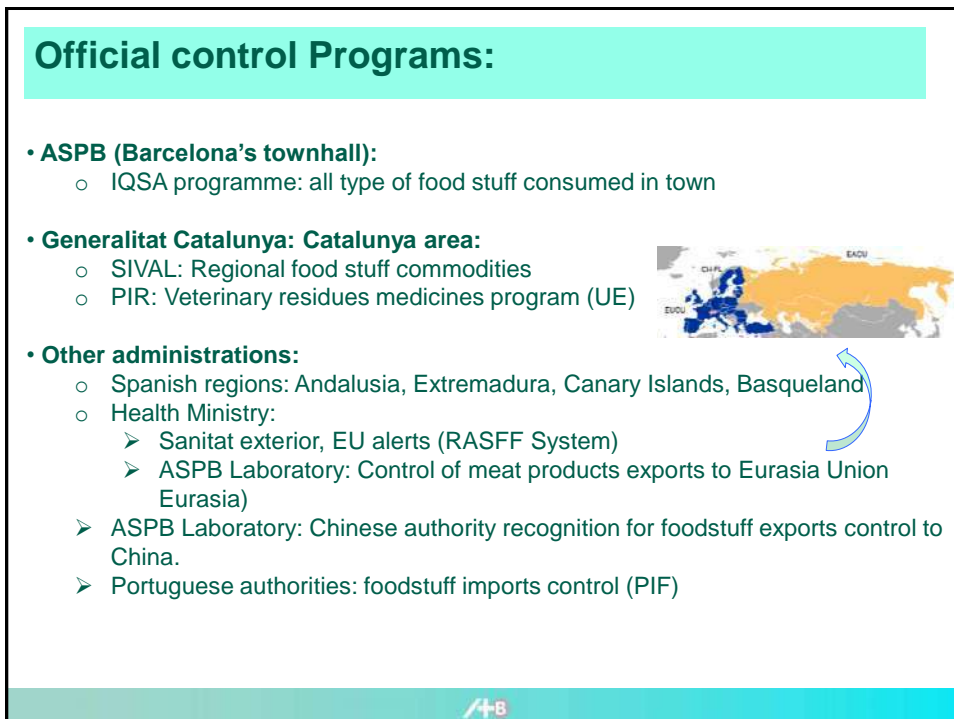 Official control Programs:
• ASPB (Barcelona’s townhall):
o IQSA programme: all type of food stuff consumed in town
• Generalitat Catalunya: Catalunya area:
o SIVAL: Regional food stuff commodities
o PIR: Veterinary residues medicines program (UE)
EACU
EUCU
• Other administrations:
o Spanish regions: Andalusia, Extremadura, Canary Islands, Basqueland
o Health Ministry:
➢ Sanitat exterior, EU alerts (RASFF System)
➢ ASPB Laboratory: Control of meat products exports to Eurasia Union
Eurasia)
➢ ASPB Laboratory: Chinese authority recognition for foodstuff exports control to
China.
➢ Portuguese authorities: foodstuff imports control (PIF)